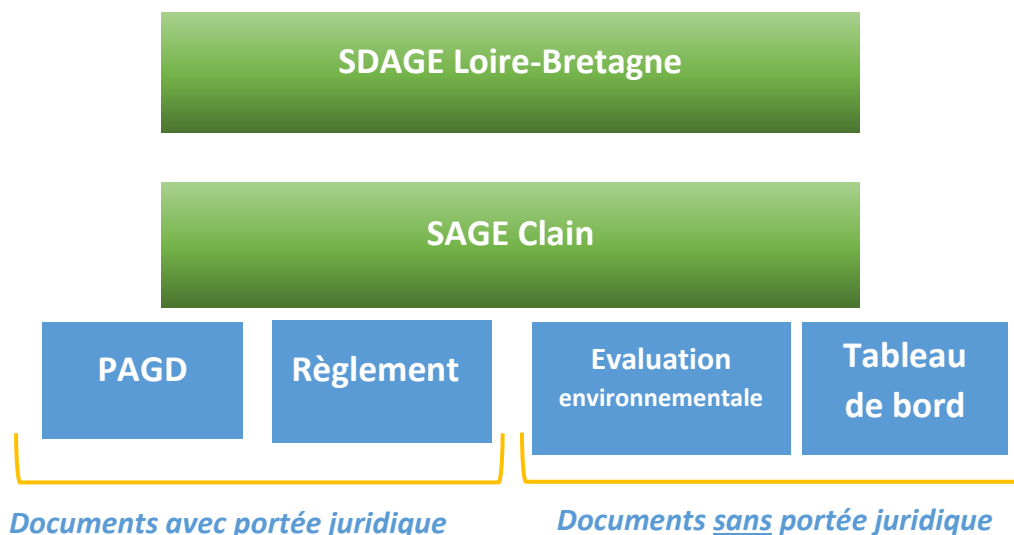 SDAGE Loire-Bretagne
SAGE Clain
PAGD
Règlement
Evaluation
environnementale
Tableau
de bord
Documents avec portée juridique
Documents sans portée juridique